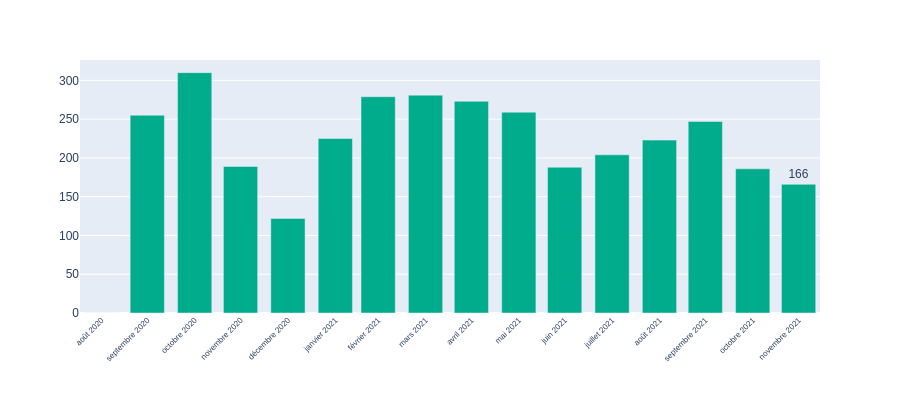 300
250
200
150
100
50
0
166
août 2020
septembre 2020
octobre 2020
novembre 2020
décembre 2020
janvier 2021
février 2021
mars 2021
avril 2021
mai 2021
juin 2021
juillet 2021
août 2021
septembre 2021
octobre 2021
novembre 2021